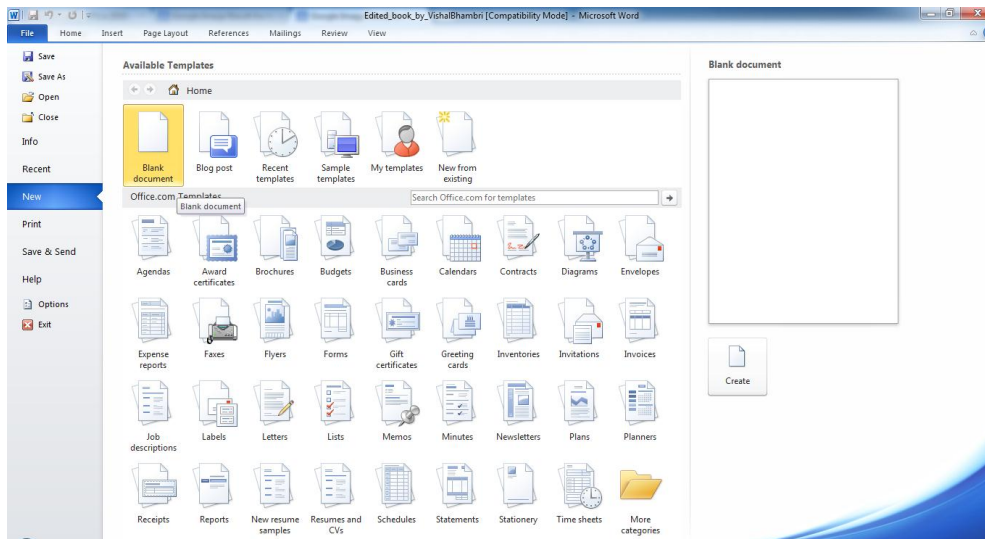 Edited_book_by_VishalBhambri [Compatibility Mode] - Microsoft Word
File Home Insert Page Layout References Mailings Review View
Save
Save As
Open
Close
Info
Recent
New
Print
Save & Send
Help
Options
Exit
Available Templates
Home
Blank document
Blog post
Recent templates
Sample templates
My templates
New from existing
Office.com Templates
Search Office.com for templates
Blank document
Agendas
Award certificates
Brochures
Budgets
Business cards
Calendars
Contracts
Diagrams
Envelopes
Expense reports
Faxes
Flyers
Forms
Gift certificates
Greeting cards
Inventories
Invitations
Invoices
Job descriptions
Labels
Letters
Lists
Memos
Minutes
Newsletters
Plans
Planners
Receipts
Reports
New resume samples
Resumes and CVs
Schedules
Statements
Stationery
Time sheets
More categories
Blank document
Create